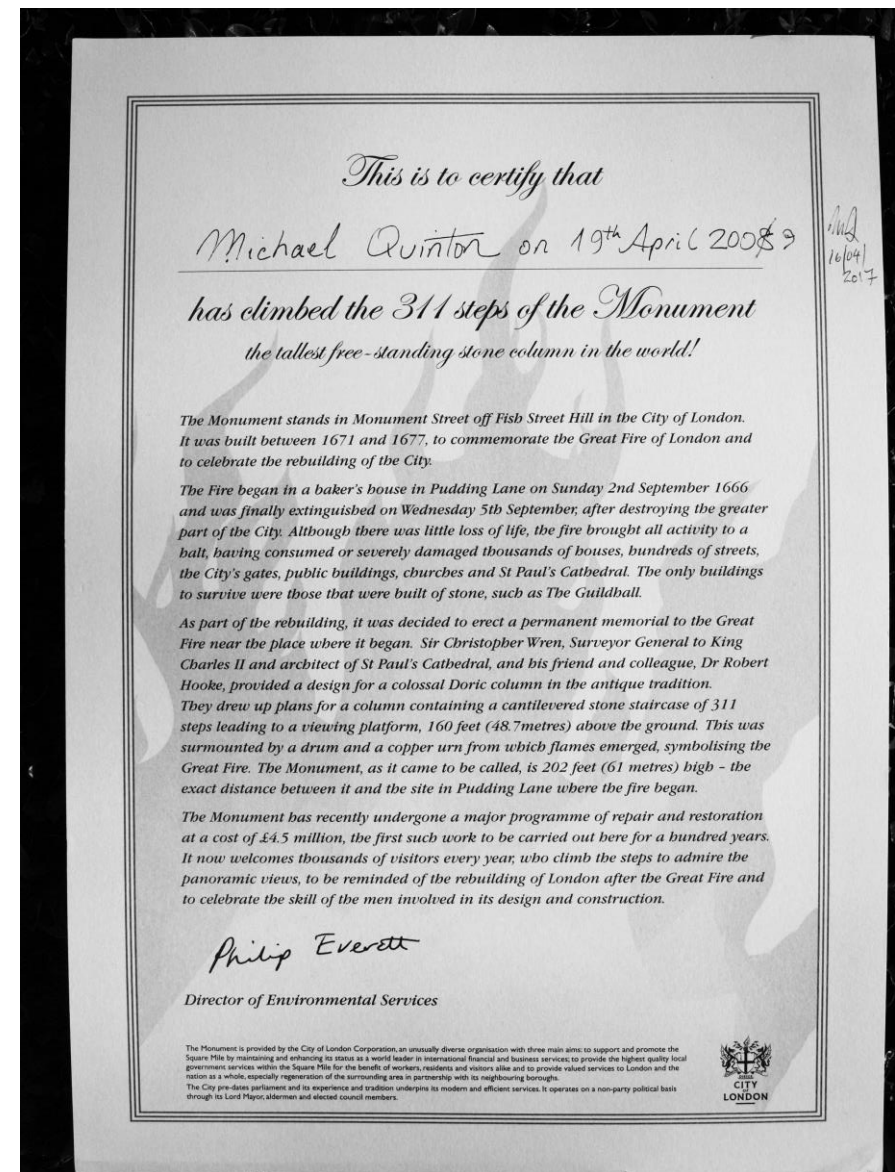 This is to certify that
Michael Quinton on 19th April 2008 9
MQ
16/04/
2017
has climbed the 311 steps of the Monument
the tallest free-standing stone column in the world!
The Monument stands in Monument Street off Fish Street Hill in the City of London.
It was built between 1671 and 1677, to commemorate the Great Fire of London and
to celebrate the rebuilding of the City.
The Fire began in a baker's house in Pudding Lane on Sunday 2nd September 1666
and was finally extinguished on Wednesday 5th September, after destroying the greater
part of the City. Although there was little loss of life, the fire brought all activity to a
halt, having consumed or severely damaged thousands of houses, hundreds of streets,
the City's gates, public buildings, churches and St Paul's Cathedral. The only buildings
to survive were those that were built of stone, such as The Guildhall.
As part of the rebuilding, it was decided to erect a permanent memorial to the Great
Fire near the place where it began. Sir Christopher Wren, Surveyor General to King
Charles II and architect of St Paul's Cathedral, and his friend and colleague, Dr Robert
Hooke, provided a design for a colossal Doric column in the antique tradition.
They drew up plans for a column containing a cantilevered stone staircase of 311
steps leading to a viewing platform, 160 feet (48.7metres) above the ground. This was
surmounted by a drum and a copper urn from which flames emerged, symbolising the
Great Fire. The Monument, as it came to be called, is 202 feet (61 metres) high – the
exact distance between it and the site in Pudding Lane where the fire began.
The Monument has recently undergone a major programme of repair and restoration
at a cost of £4.5 million, the first such work to be carried out here for a hundred years.
It now welcomes thousands of visitors every year, who climb the steps to admire the
panoramic views, to be reminded of the rebuilding of London after the Great Fire and
to celebrate the skill of the men involved in its design and construction.
Philip Everett
Director of Environmental Services
The Monument is provided by the City of London Corporation, an unusually diverse organisation with three main aims: to support and promote the
Square Mile by maintaining and enhancing its status as a world leader in international financial and business services; to provide the highest quality local
government services within the Square Mile for the benefit of workers, residents and visitors alike and to provide valued services to London and the
nation as a whole, especially regeneration of the surrounding area in partnership with its neighbouring boroughs.
The City pre-dates parliament and its experience and tradition underpins its modern and efficient services. It operates on a non-party political basis
through its Lord Mayor, aldermen and elected council members.
CITY
OF
LONDON